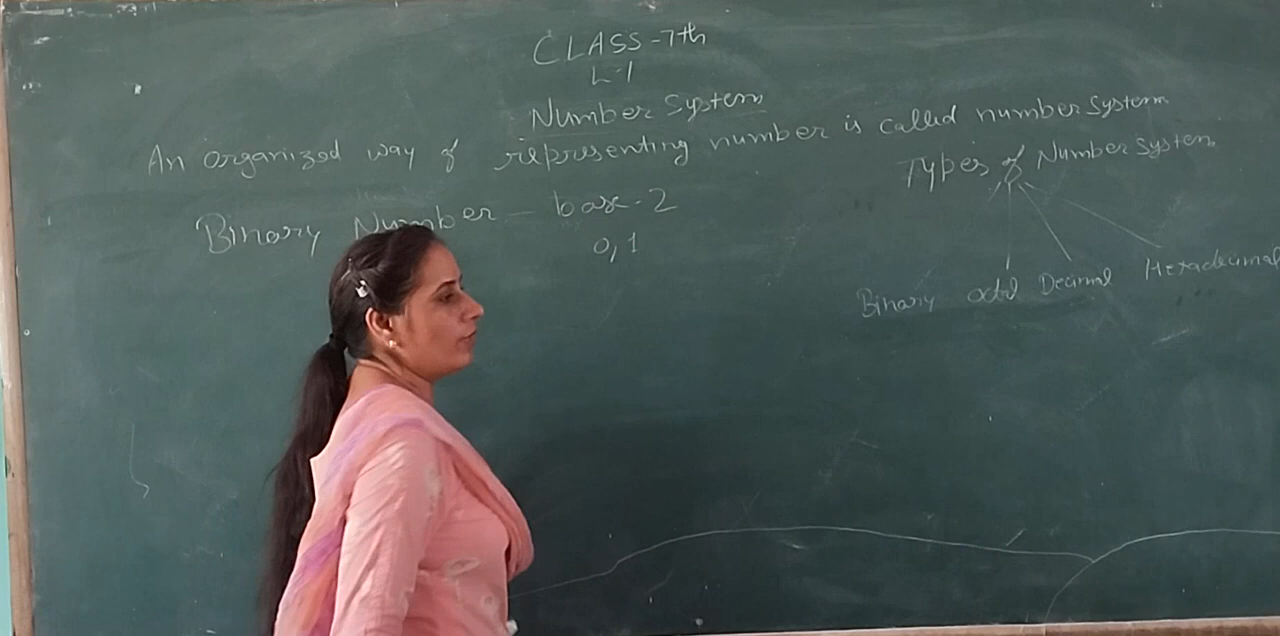 CLASS-7th
L-1
Number System
An organized way of representing number is called number system
Types of Number System
Binary Number - base-2
0,1
Binary octal Decimal Hexadecimal